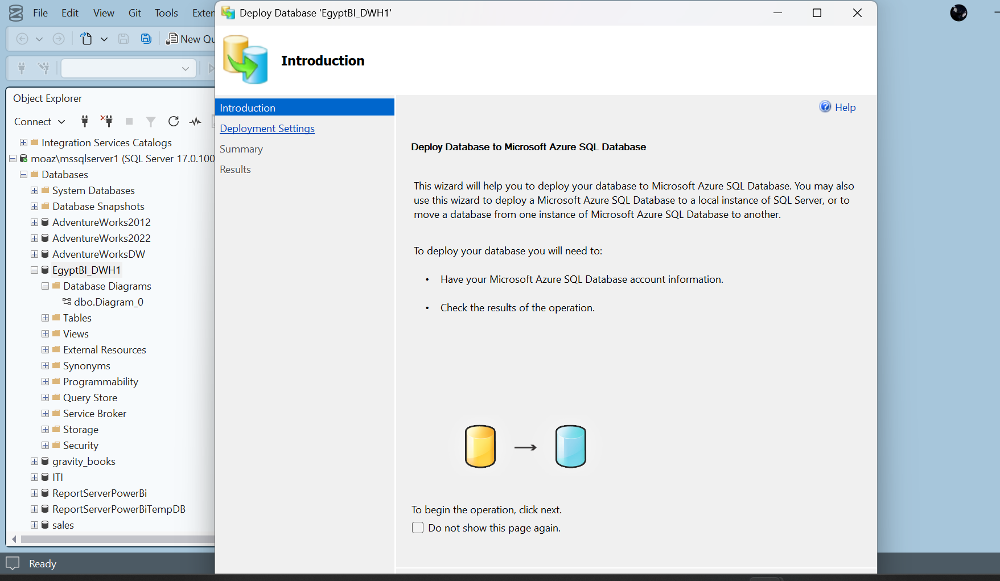 File Edit View Git Tools Exten
Deploy Database 'EgyptBI_DWH1'
New Qu
Introduction
Object Explorer
Connect
Integration Services Catalogs
moaz\mssqlserver1 (SQL Server 17.0.100
Databases
System Databases
Database Snapshots
AdventureWorks2012
AdventureWorks2022
AdventureWorksDW
EgyptBI_DWH1
Database Diagrams
dbo.Diagram_0
Tables
Views
External Resources
Synonyms
Programmability
Query Store
Service Broker
Storage
Security
gravity_books
ITI
ReportServerPowerBi
ReportServerPowerBiTempDB
sales
Ready
Introduction
Deployment Settings
Summary
Results
Help
Deploy Database to Microsoft Azure SQL Database
This wizard will help you to deploy your database to Microsoft Azure SQL Database. You may also
use this wizard to deploy a Microsoft Azure SQL Database to a local instance of SQL Server, or to
move a database from one instance of Microsoft Azure SQL Database to another.
To deploy your database you will need to:
• Have your Microsoft Azure SQL Database account information.
• Check the results of the operation.
To begin the operation, click next.
Do not show this page again.